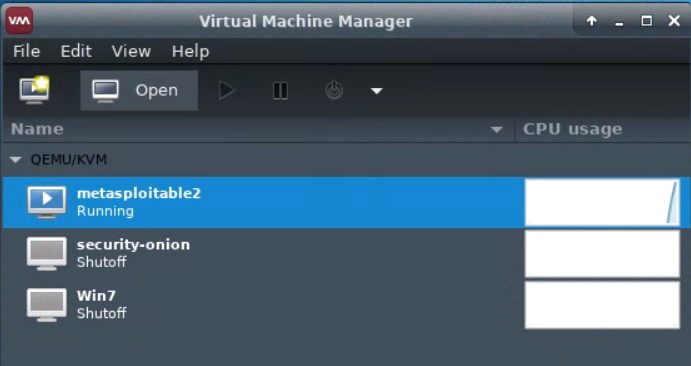 VM Virtual Machine Manager
File Edit View Help
Open
Name CPU usage
QEMU/KVM
metasploitable2
Running
security-onion
Shutoff
Win7
Shutoff